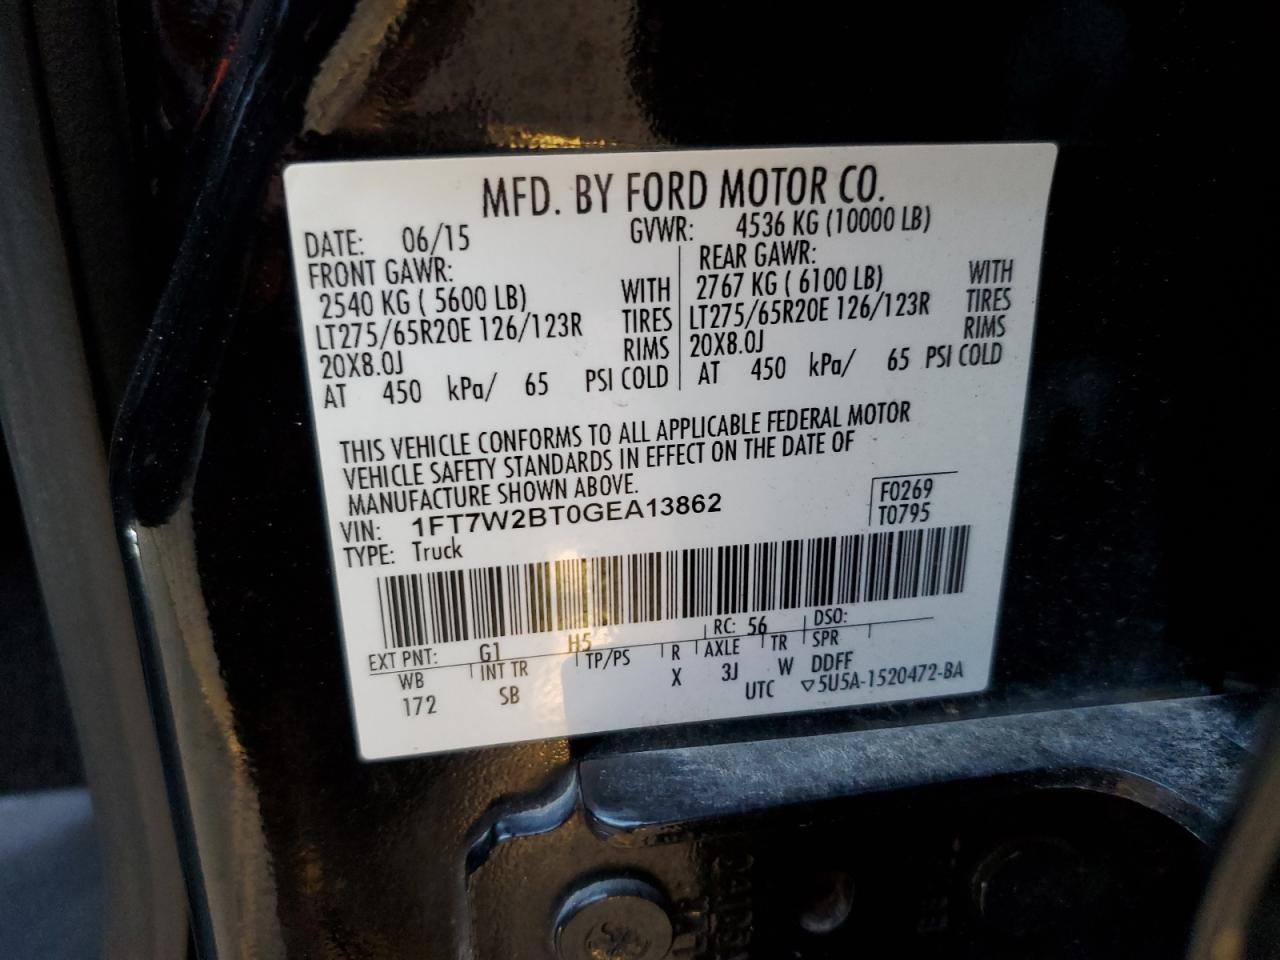 MFD. BY FORD MOTOR CO.
DATE: 06/15 GVWR: 4536 KG (10000 LB)
FRONT GAWR: REAR GAWR:
2540 KG ( 5600 LB) WITH 2767 KG ( 6100 LB) WITH
LT275/65R20E 126/123R TIRES LT275/65R20E 126/123R TIRES
20X8.0J RIMS 20X8.0J RIMS
AT 450 kPa/ 65 PSI COLD AT 450 kPa/ 65 PSI COLD
THIS VEHICLE CONFORMS TO ALL APPLICABLE FEDERAL MOTOR
VEHICLE SAFETY STANDARDS IN EFFECT ON THE DATE OF
MANUFACTURE SHOWN ABOVE.
VIN: 1FT7W2BT0GEA13862 F0269
TYPE: Truck T0795
EXT PNT: G1 H5 RC: 56 DSO:
WB INT TR TP/PS R AXLE TR SPR
172 SB X 3J W DDFF
UTC ▽5U5A-1520472-BA